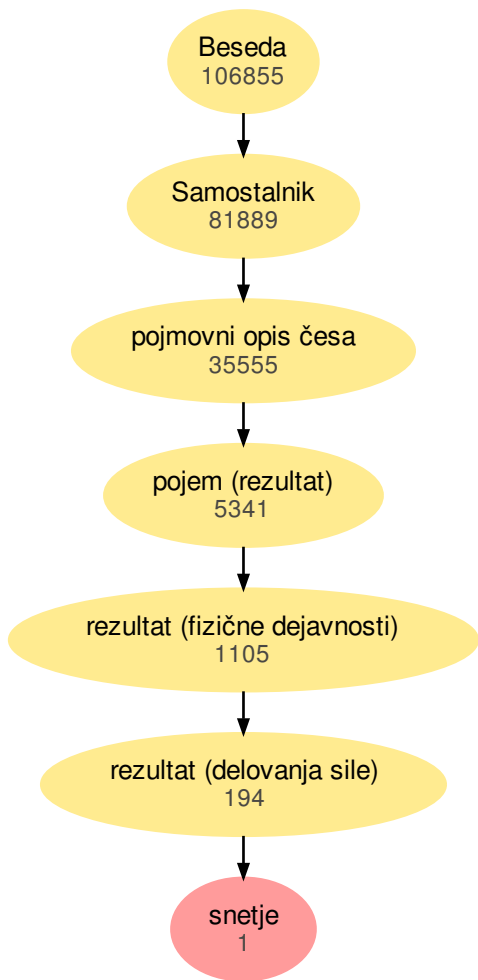 Beseda
106855
Samostalnik
81889
pojmovni opis česa
35555
pojem (rezultat)
5341
rezultat (fizične dejavnosti)
1105
rezultat (delovanja sile)
194
snetje
1